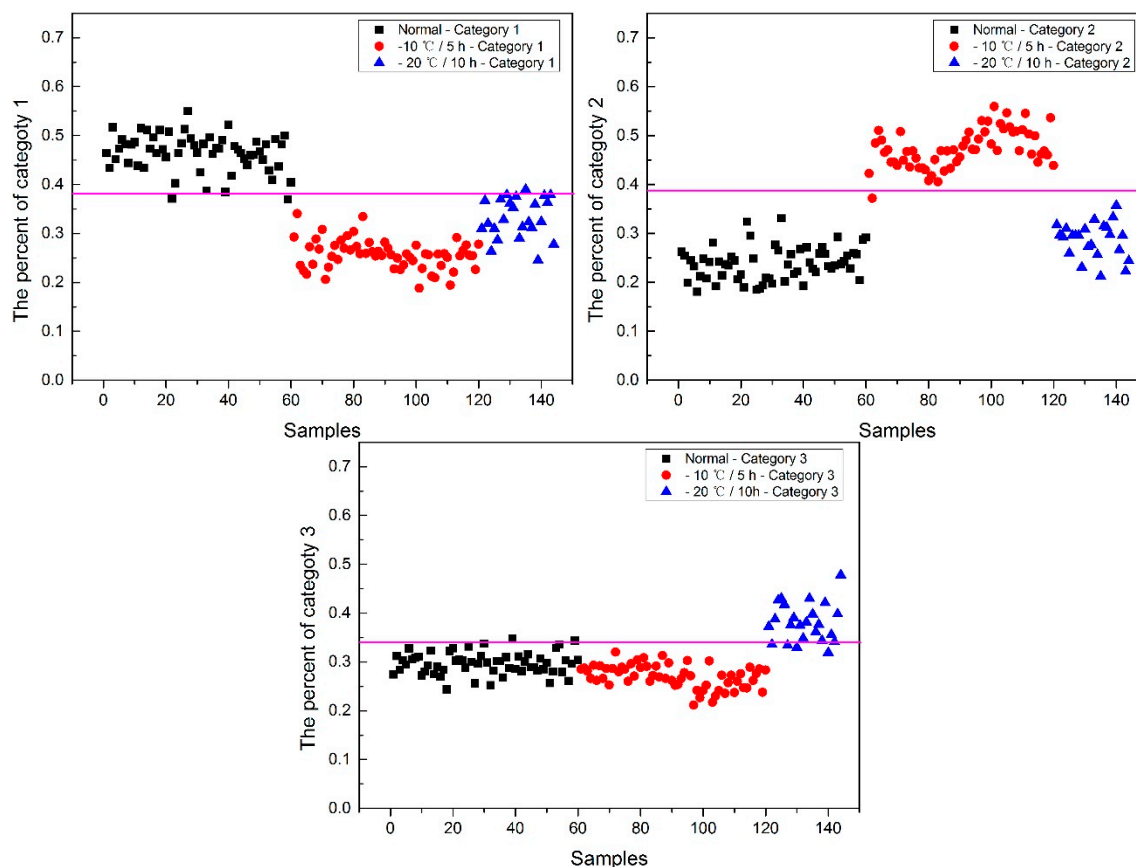 Normal - Category 1
-10 ℃ / 5 h - Category 1
- 20 ℃ / 10 h - Category 1
The percent of categoty 1
0.7
0.6
0.5
0.4
0.3
0.2
0.1
0.0
0 20 40 60 80 100 120 140
Samples
Normal - Category 2
- 10 ℃ / 5 h - Category 2
- 20 ℃ / 10 h - Category 2
The percent of categoty 2
0.7
0.6
0.5
0.4
0.3
0.2
0.1
0.0
0 20 40 60 80 100 120 140
Samples
Normal - Category 3
- 10 ℃ / 5 h - Category 3
- 20 ℃ / 10h - Category 3
The percent of categoty 3
0.7
0.6
0.5
0.4
0.3
0.2
0.1
0.0
0 20 40 60 80 100 120 140
Samples